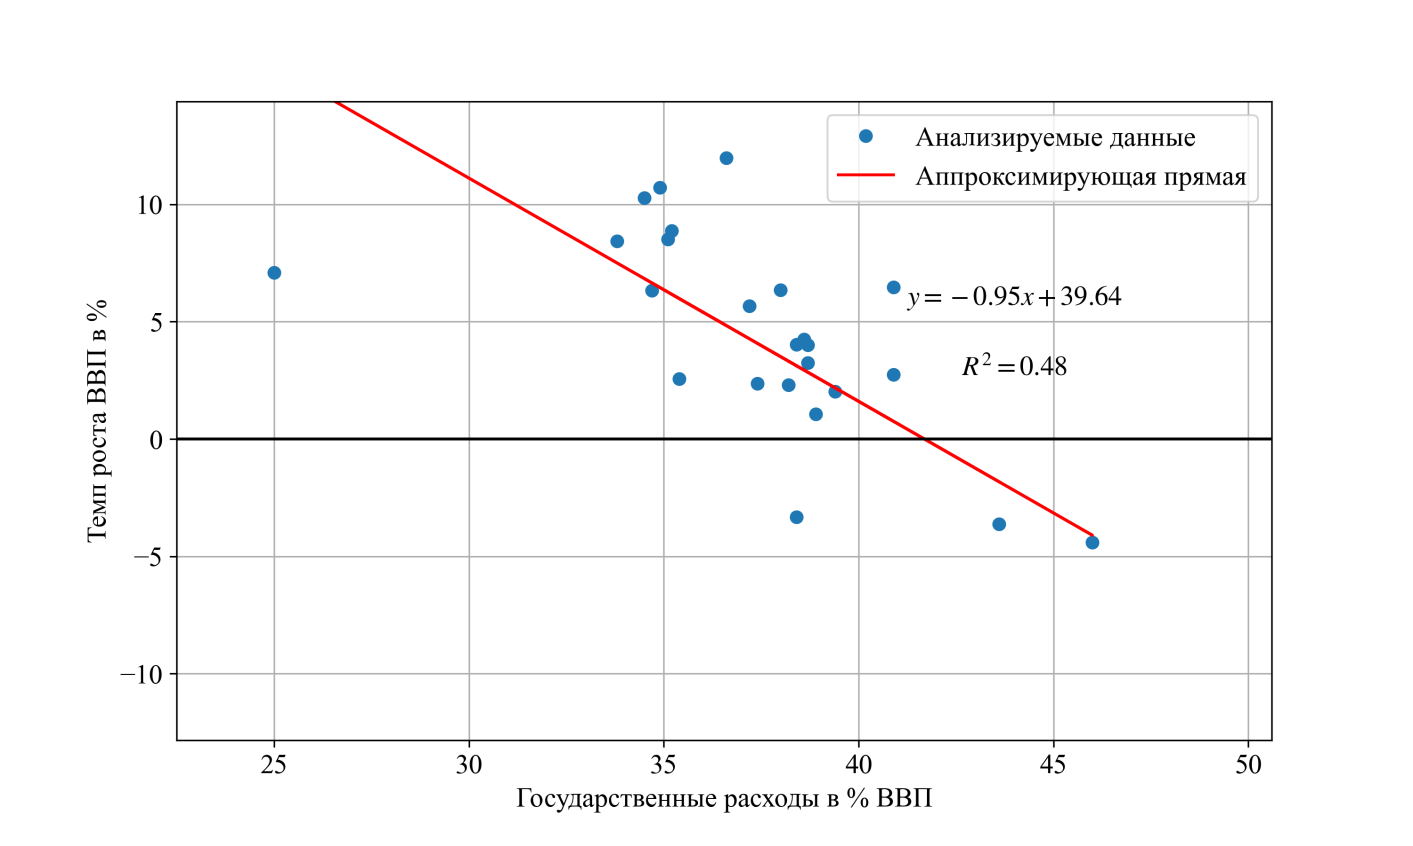 Анализируемые данные
Аппроксимирующая прямая
10
5
0
−5
−10
Темп роста ВВП в %
y = −0.95x + 39.64
R² = 0.48
25 30 35 40 45 50
Государственные расходы в % ВВП